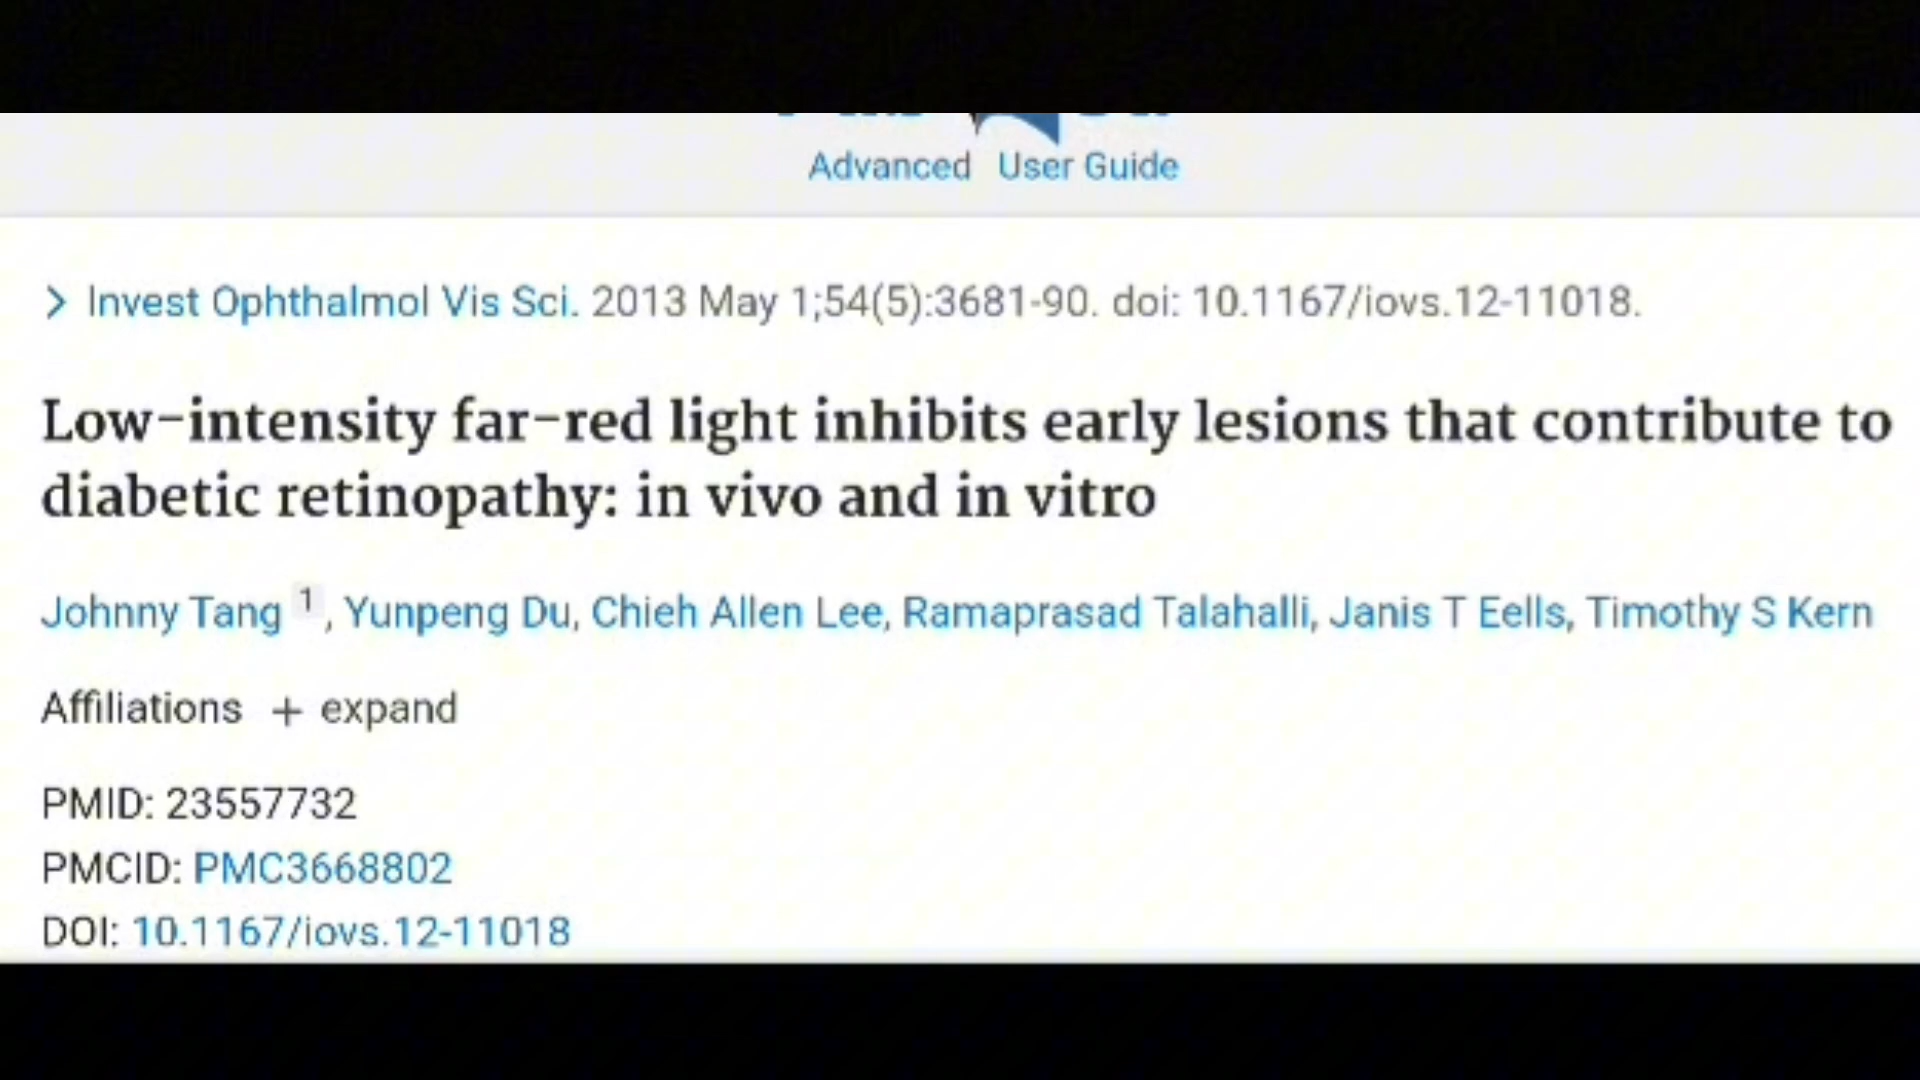 Advanced User Guide
> Invest Ophthalmol Vis Sci. 2013 May 1;54(5):3681-90. doi: 10.1167/iovs.12-11018.
Low-intensity far-red light inhibits early lesions that contribute to
diabetic retinopathy: in vivo and in vitro
Johnny Tang 1, Yunpeng Du, Chieh Allen Lee, Ramaprasad Talahalli, Janis T Eells, Timothy S Kern
Affiliations + expand
PMID: 23557732
PMCID: PMC3668802
DOI: 10.1167/iovs.12-11018